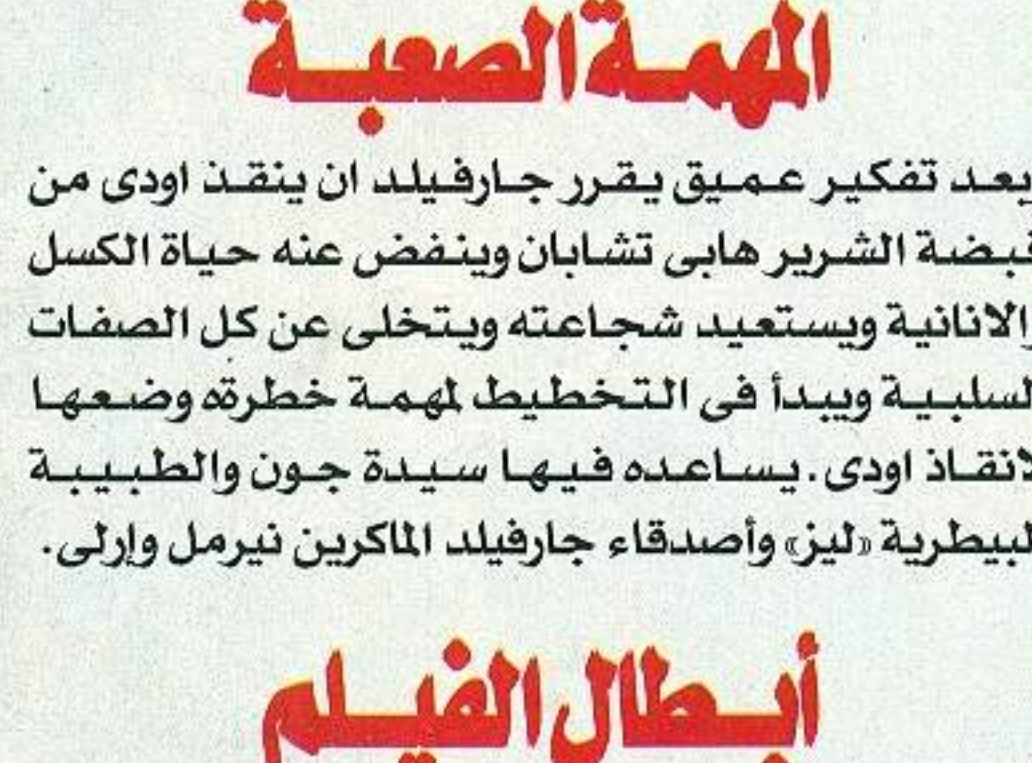 المهمة الصعبة
بعد تفكير عميق يقرر جارفيلد ان ينقذ اودى من
قبضة الشرير هابى تشابان وينفض عنه حياة الكسل
والانانية ويستعيد شجاعته ويتخلى عن كل الصفات
السلبية ويبدأ فى التخطيط لمهمة خطرةه وضعها
لانقاذ اودى. يساعده فيها سيدة جون والطبيبة
البيطرية «ليز» وأصدقاء جارفيلد الماكرين نيرمل وإرلى.
أبطال الفيلم